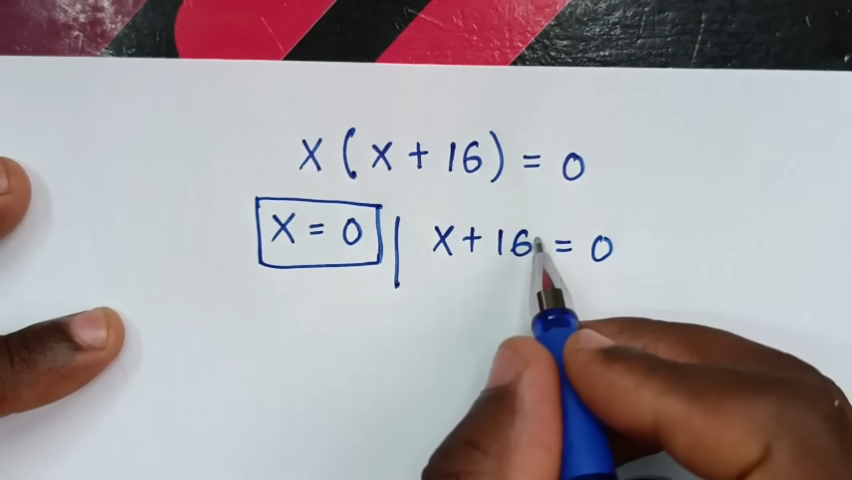 X (X + 16) = 0
X = 0 | X + 16 = 0